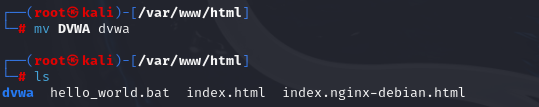 ┌──(root㉿kali)-[/var/www/html]
└─# mv DVWA dvwa
┌──(root㉿kali)-[/var/www/html]
└─# ls
dvwa hello_world.bat index.html index.nginx-debian.html